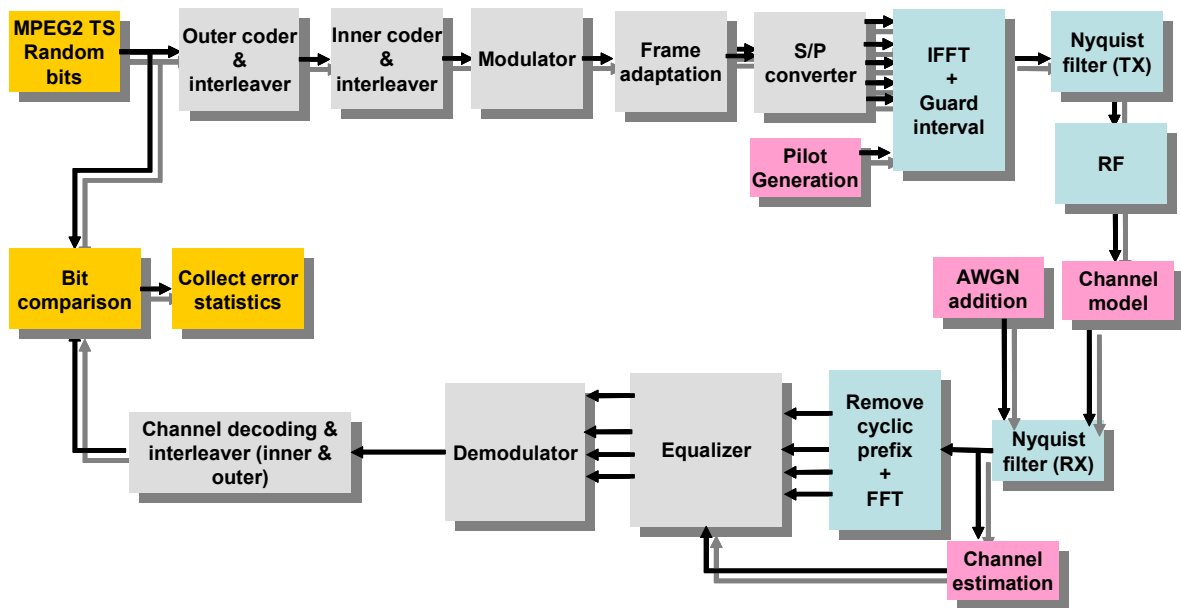 MPEG2 TS
Random
bits
Outer coder
&
interleaver
Inner coder
&
interleaver
Modulator
Frame
adaptation
S/P
converter
IFFT
+
Guard
interval
Nyquist
filter (TX)
Pilot
Generation
RF
Bit
comparison
Collect error
statistics
AWGN
addition
Channel
model
Channel decoding &
interleaver (inner &
outer)
Demodulator
Equalizer
Remove
cyclic
prefix
+
FFT
Nyquist
filter (RX)
Channel
estimation